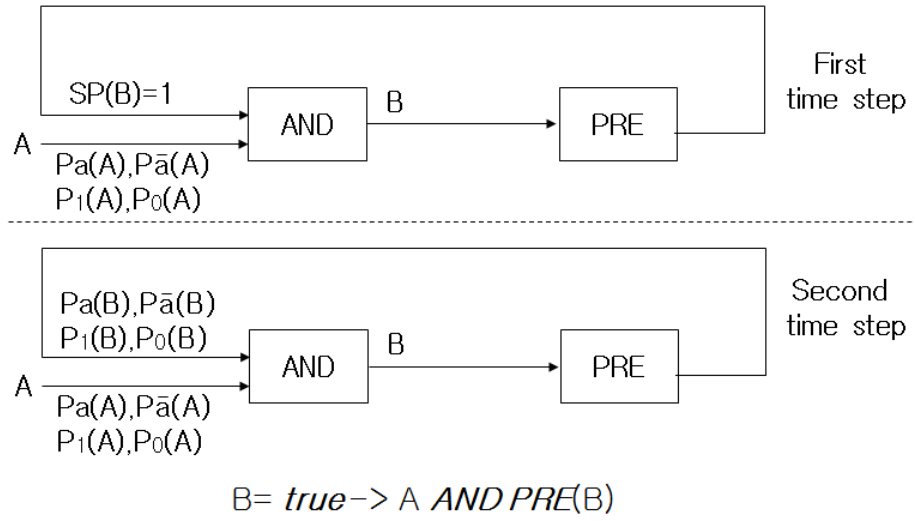 SP(B)=1
A
Pa(A),Pā(A)
P₁(A),P₀(A)
AND
B
PRE
First
time step
Pa(B),Pā(B)
P₁(B),P₀(B)
A
Pa(A),Pā(A)
P₁(A),P₀(A)
AND
B
PRE
Second
time step
B= true-> A AND PRE(B)